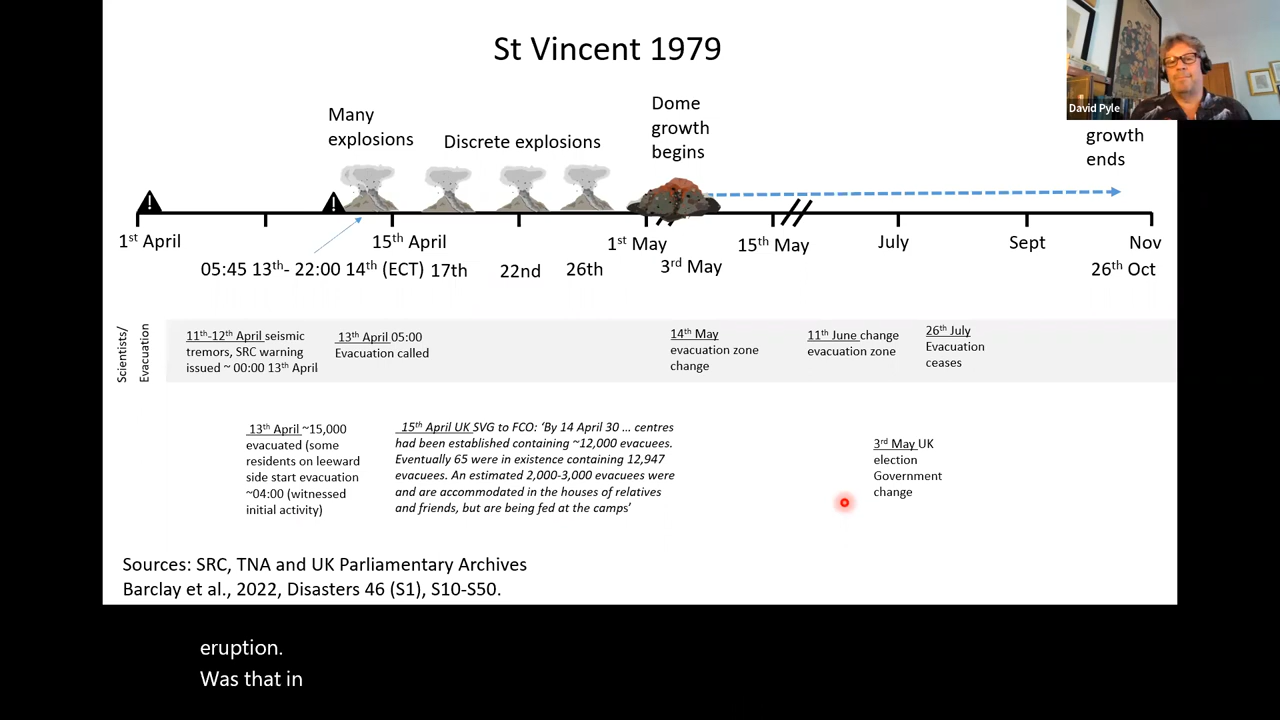 St Vincent 1979
David Pyle
Many
explosions
Discrete explosions
Dome
growth
begins
growth
ends
1st April
15th April
1st May
15th May
July
Sept
Nov
05:45 13th- 22:00 14th (ECT)
17th
22nd
26th
3rd May
26th Oct
Scientists/
Evacuation
11th-12th April seismic
tremors, SRC warning
issued ~ 00:00 13th April
13th April 05:00
Evacuation called
14th May
evacuation zone
change
11th June change
evacuation zone
26th July
Evacuation
ceases
13th April ~15,000
evacuated (some
residents on leeward
side start evacuation
~04:00 (witnessed
initial activity)
15th April UK SVG to FCO: ‘By 14 April 30 … centres
had been established containing ~12,000 evacuees.
Eventually 65 were in existence containing 12,947
evacuees. An estimated 2,000-3,000 evacuees were
and are accommodated in the houses of relatives
and friends, but are being fed at the camps’
3rd May UK
election
Government
change
Sources: SRC, TNA and UK Parliamentary Archives
Barclay et al., 2022, Disasters 46 (S1), S10-S50.
eruption.
Was that in